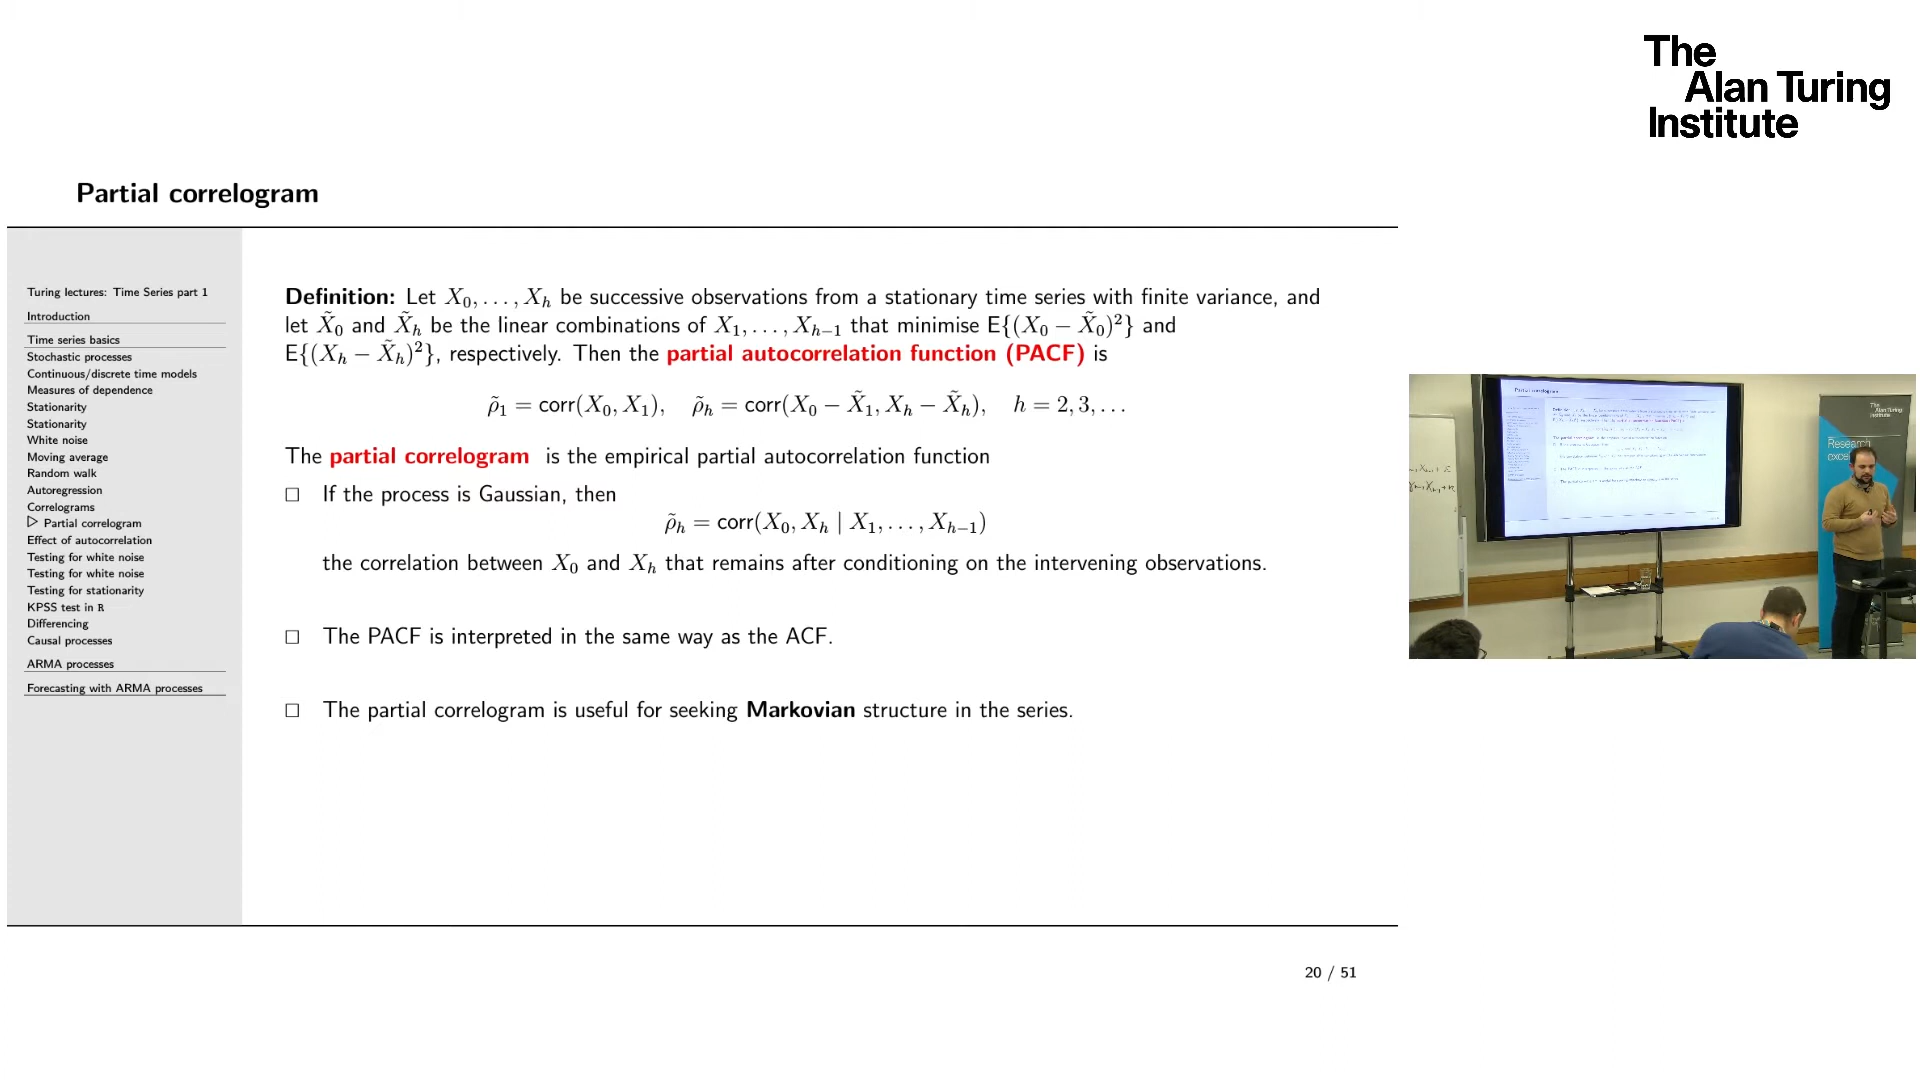 The
Alan Turing
Institute
Partial correlogram
Turing lectures: Time Series part 1
Introduction
Time series basics
Stochastic processes
Continuous/discrete time models
Measures of dependence
Stationarity
Stationarity
White noise
Moving average
Random walk
Autoregression
Correlograms
▷ Partial correlogram
Effect of autocorrelation
Testing for white noise
Testing for white noise
Testing for stationarity
KPSS test in R
Differencing
Causal processes
ARMA processes
Forecasting with ARMA processes
Definition: Let X₀, . . . , Xₕ be successive observations from a stationary time series with finite variance, and
let X̃₀ and X̃ₕ be the linear combinations of X₁, . . . , Xₕ₋₁ that minimise E{(X₀ − X̃₀)²} and
E{(Xₕ − X̃ₕ)²}, respectively. Then the partial autocorrelation function (PACF) is
ρ̃₁ = corr(X₀, X₁), ρ̃ₕ = corr(X₀ − X̃₁, Xₕ − X̃ₕ), h = 2, 3, . . .
The partial correlogram is the empirical partial autocorrelation function
□ If the process is Gaussian, then
ρ̃ₕ = corr(X₀, Xₕ | X₁, . . . , Xₕ₋₁)
the correlation between X₀ and Xₕ that remains after conditioning on the intervening observations.
□ The PACF is interpreted in the same way as the ACF.
□ The partial correlogram is useful for seeking Markovian structure in the series.
20 / 51
Partial correlogram
The Alan Turing
Institute
Research